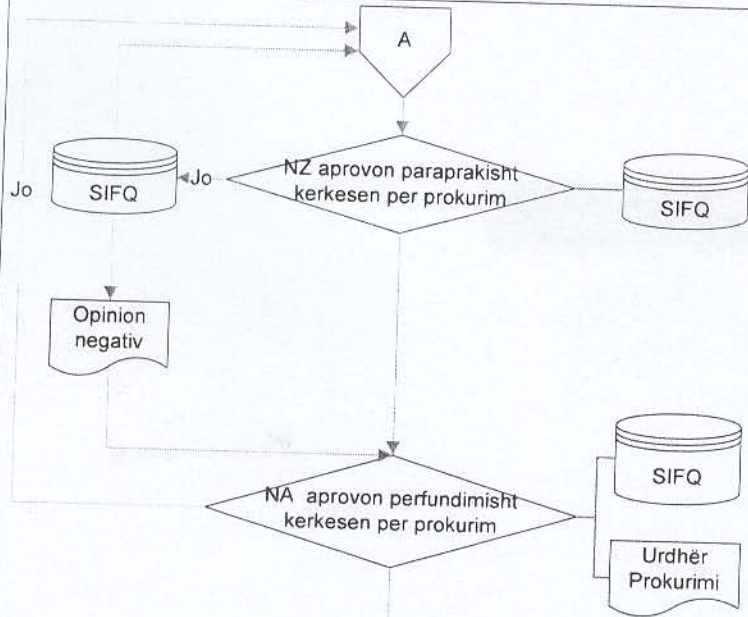 A
NZ aprovon paraprakisht
kerkesen per prokurim
SIFQ
Jo
Jo
SIFQ
Opinion
negativ
SIFQ
NA aprovon perfundimisht
kerkesen per prokurim
Urdhër
Prokurimi